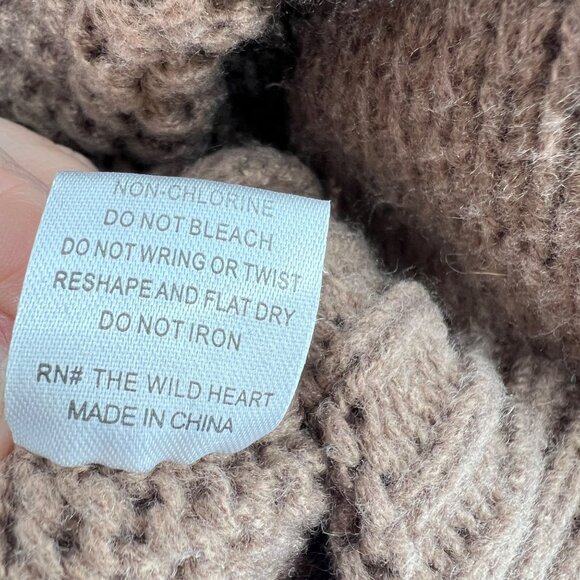 NON-CHLORINE
DO NOT BLEACH
DO NOT WRING OR TWIST
RESHAPE AND FLAT DRY
DO NOT IRON
RN# THE WILD HEART
MADE IN CHINA